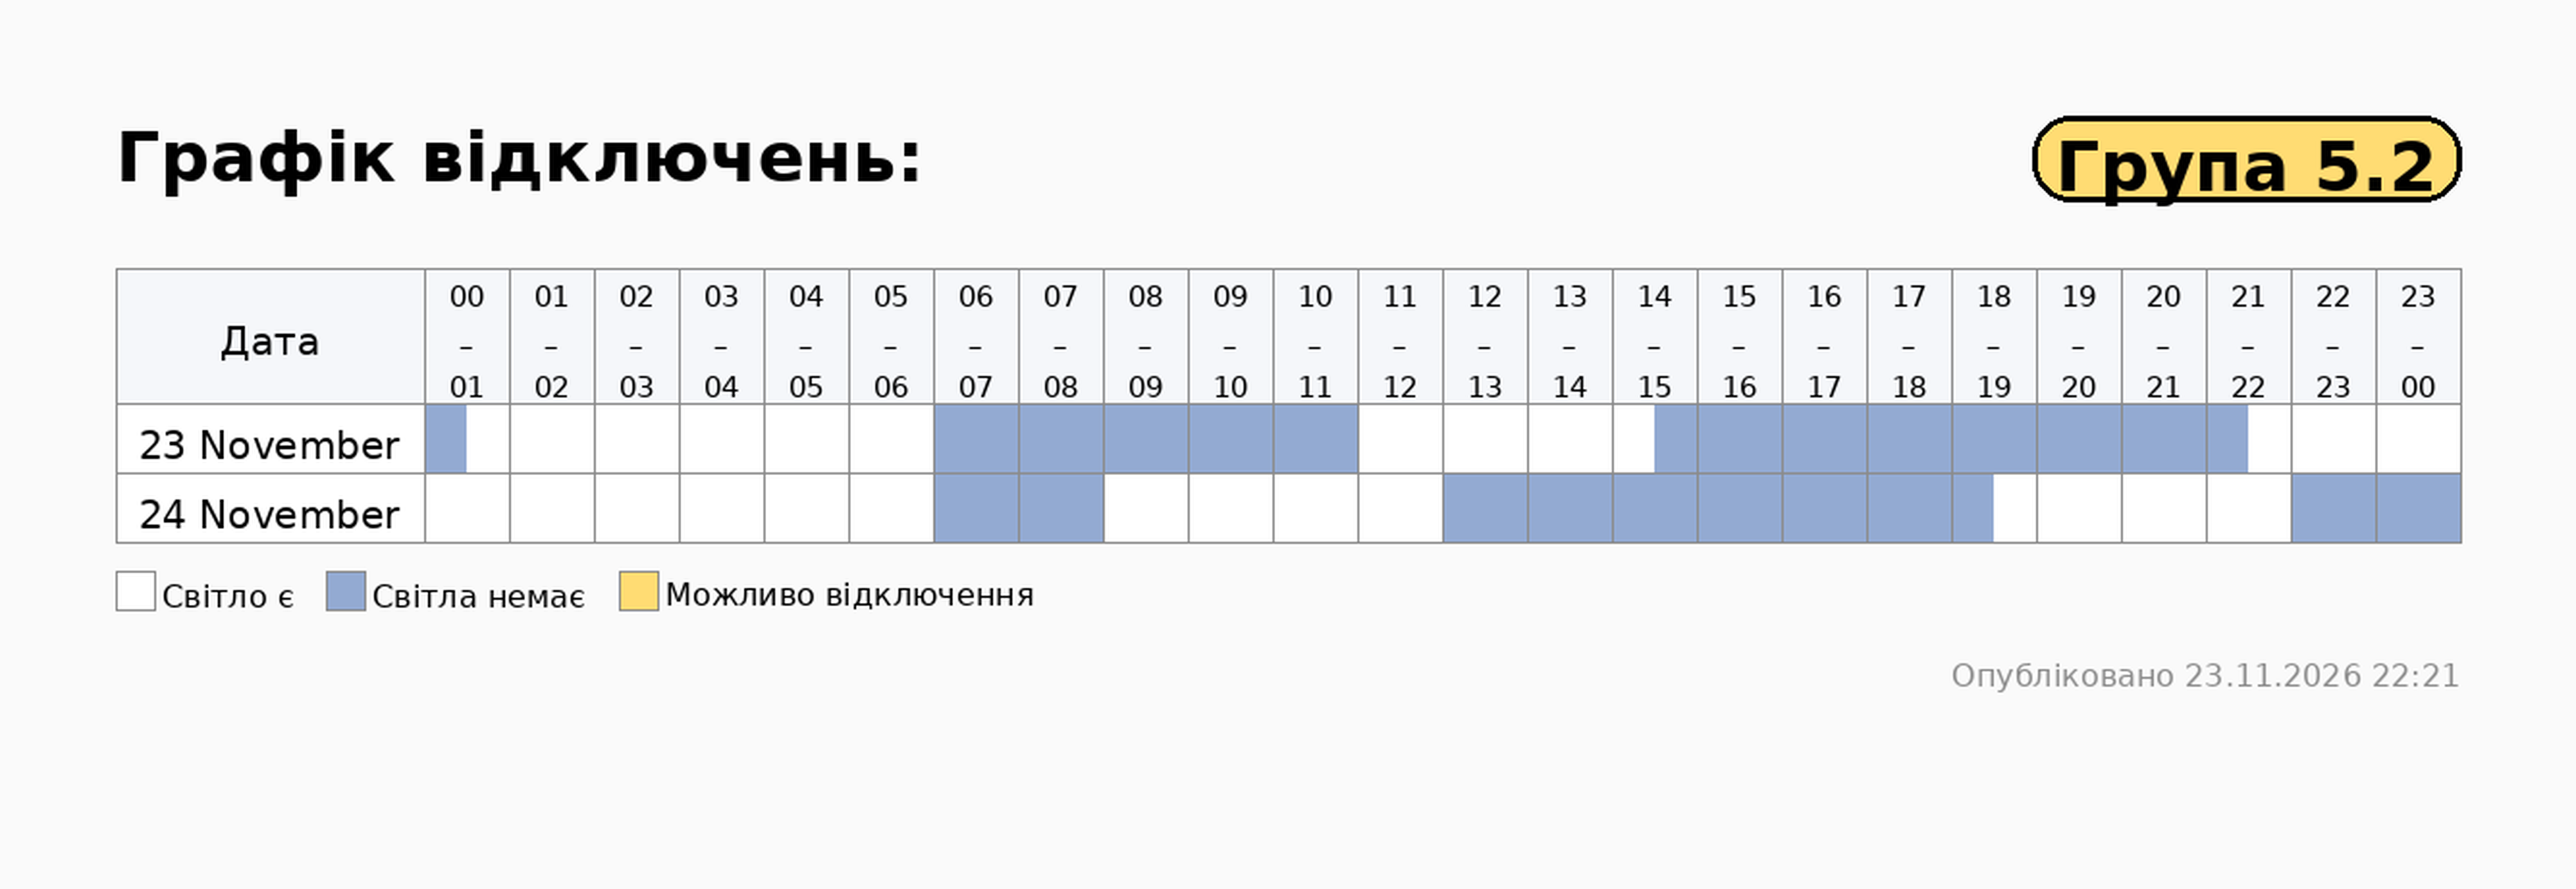 Графік відключень:
Група 5.2
Дата
00 – 01
01 – 02
02 – 03
03 – 04
04 – 05
05 – 06
06 – 07
07 – 08
08 – 09
09 – 10
10 – 11
11 – 12
12 – 13
13 – 14
14 – 15
15 – 16
16 – 17
17 – 18
18 – 19
19 – 20
20 – 21
21 – 22
22 – 23
23 – 00
23 November
24 November
Світло є
Світла немає
Можливо відключення
Опубліковано 23.11.2026 22:21